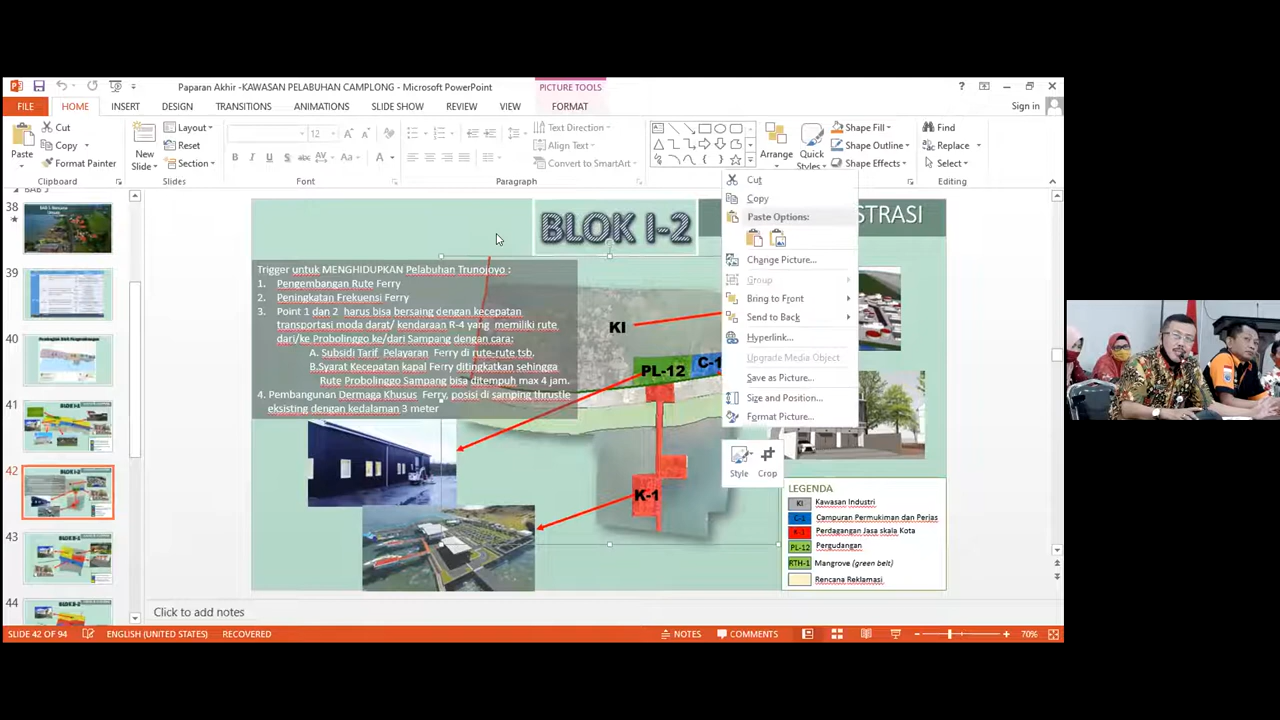 Paparan Akhir -KAWASAN PELABUHAN CAMPLONG - Microsoft PowerPoint
PICTURE TOOLS
FILE
HOME
INSERT
DESIGN
TRANSITIONS
ANIMATIONS
SLIDE SHOW
REVIEW
VIEW
FORMAT
Sign in
Paste
Cut
Copy
Format Painter
Clipboard
New Slide
Layout
Reset
Section
Slides
12
Font
Text Direction
Align Text
Convert to SmartArt
Paragraph
Arrange
Quick Styles
Shape Fill
Shape Outline
Shape Effects
Find
Replace
Select
Editing
BAB 3
38
39
40
41
42
43
44
BLOK I-2
STRASI
Trigger untuk MENGHIDUPKAN Pelabuhan Trunojoyo :
1. Pengembangan Rute Ferry
2. Peningkatan Frekuensi Ferry
3. Point 1 dan 2 harus bisa bersaing dengan kecepatan
transportasi moda darat/ kendaraan R-4 yang memiliki rute
dari/ke Probolinggo ke/dari Sampang dengan cara:
A. Subsidi Tarif Pelayaran Ferry di rute-rute tsb,
B.Syarat Kecepatan kapal Ferry ditingkatkan sehingga
Rute Probolinggo Sampang bisa ditempuh max 4 jam.
4. Pembangunan Dermaga Khusus Ferry, posisi di samping thrustle
eksisting dengan kedalaman 3 meter
KI
PL-12
C-1
K-1
Cut
Copy
Paste Options:
Change Picture...
Group
Bring to Front
Send to Back
Hyperlink...
Upgrade Media Object
Save as Picture...
Size and Position...
Format Picture...
Style
Crop
LEGENDA
KI Kawasan Industri
C-1 Campuran Permukiman dan Perjas
K-1 Perdagangan Jasa skala Kota
PL-12 Pergudangan
RTH-1 Mangrove (green belt)
Rencana Reklamasi
Click to add notes
SLIDE 42 OF 94
ENGLISH (UNITED STATES)
RECOVERED
NOTES
COMMENTS
70%